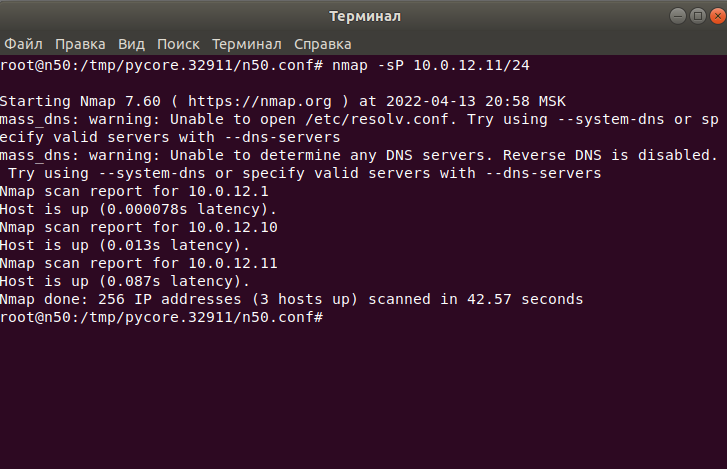 Терминал
Файл Правка Вид Поиск Терминал Справка
root@n50:/tmp/pycore.32911/n50.conf# nmap -sP 10.0.12.11/24
Starting Nmap 7.60 ( https://nmap.org ) at 2022-04-13 20:58 MSK
mass_dns: warning: Unable to open /etc/resolv.conf. Try using --system-dns or sp
ecify valid servers with --dns-servers
mass_dns: warning: Unable to determine any DNS servers. Reverse DNS is disabled.
 Try using --system-dns or specify valid servers with --dns-servers
Nmap scan report for 10.0.12.1
Host is up (0.000078s latency).
Nmap scan report for 10.0.12.10
Host is up (0.013s latency).
Nmap scan report for 10.0.12.11
Host is up (0.087s latency).
Nmap done: 256 IP addresses (3 hosts up) scanned in 42.57 seconds
root@n50:/tmp/pycore.32911/n50.conf#